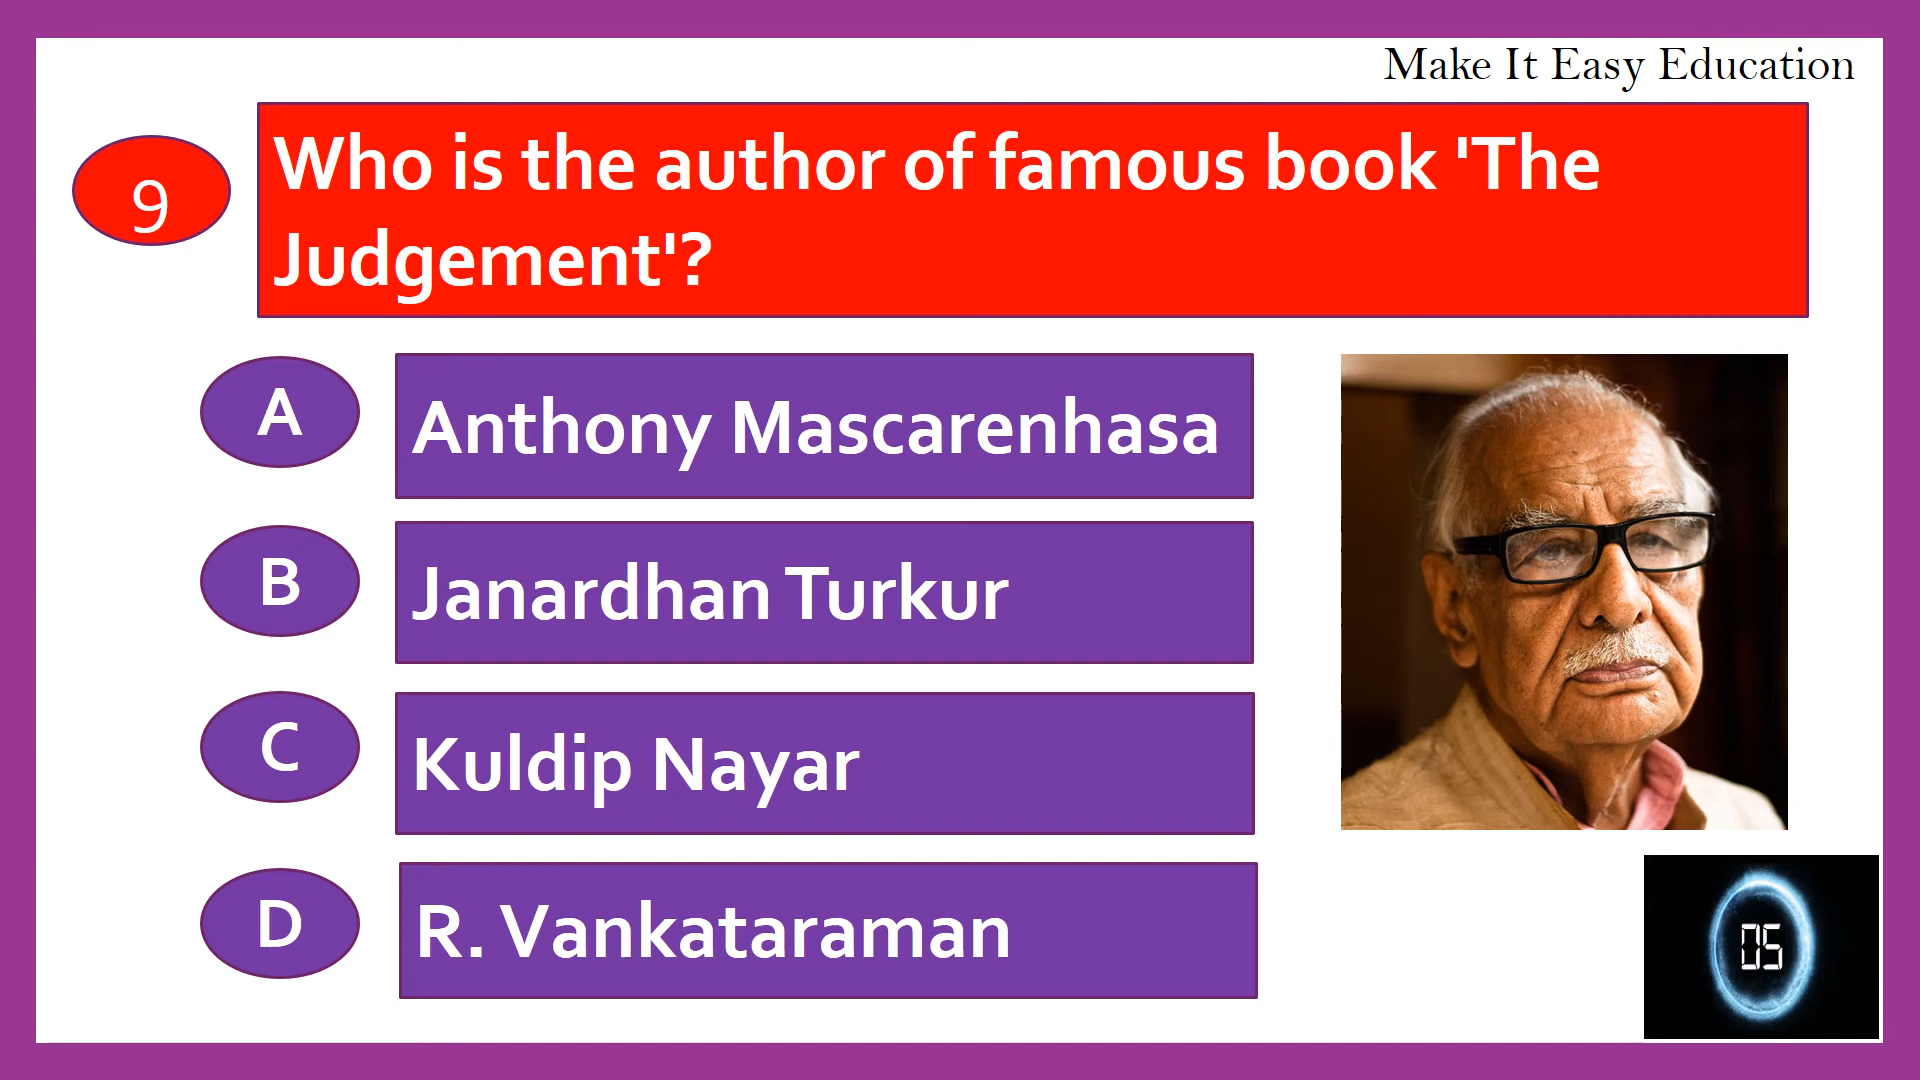 Make It Easy Education
9
Who is the author of famous book 'The
Judgement'?
A
Anthony Mascarenhasa
B
Janardhan Turkur
C
Kuldip Nayar
D
R. Vankataraman
05